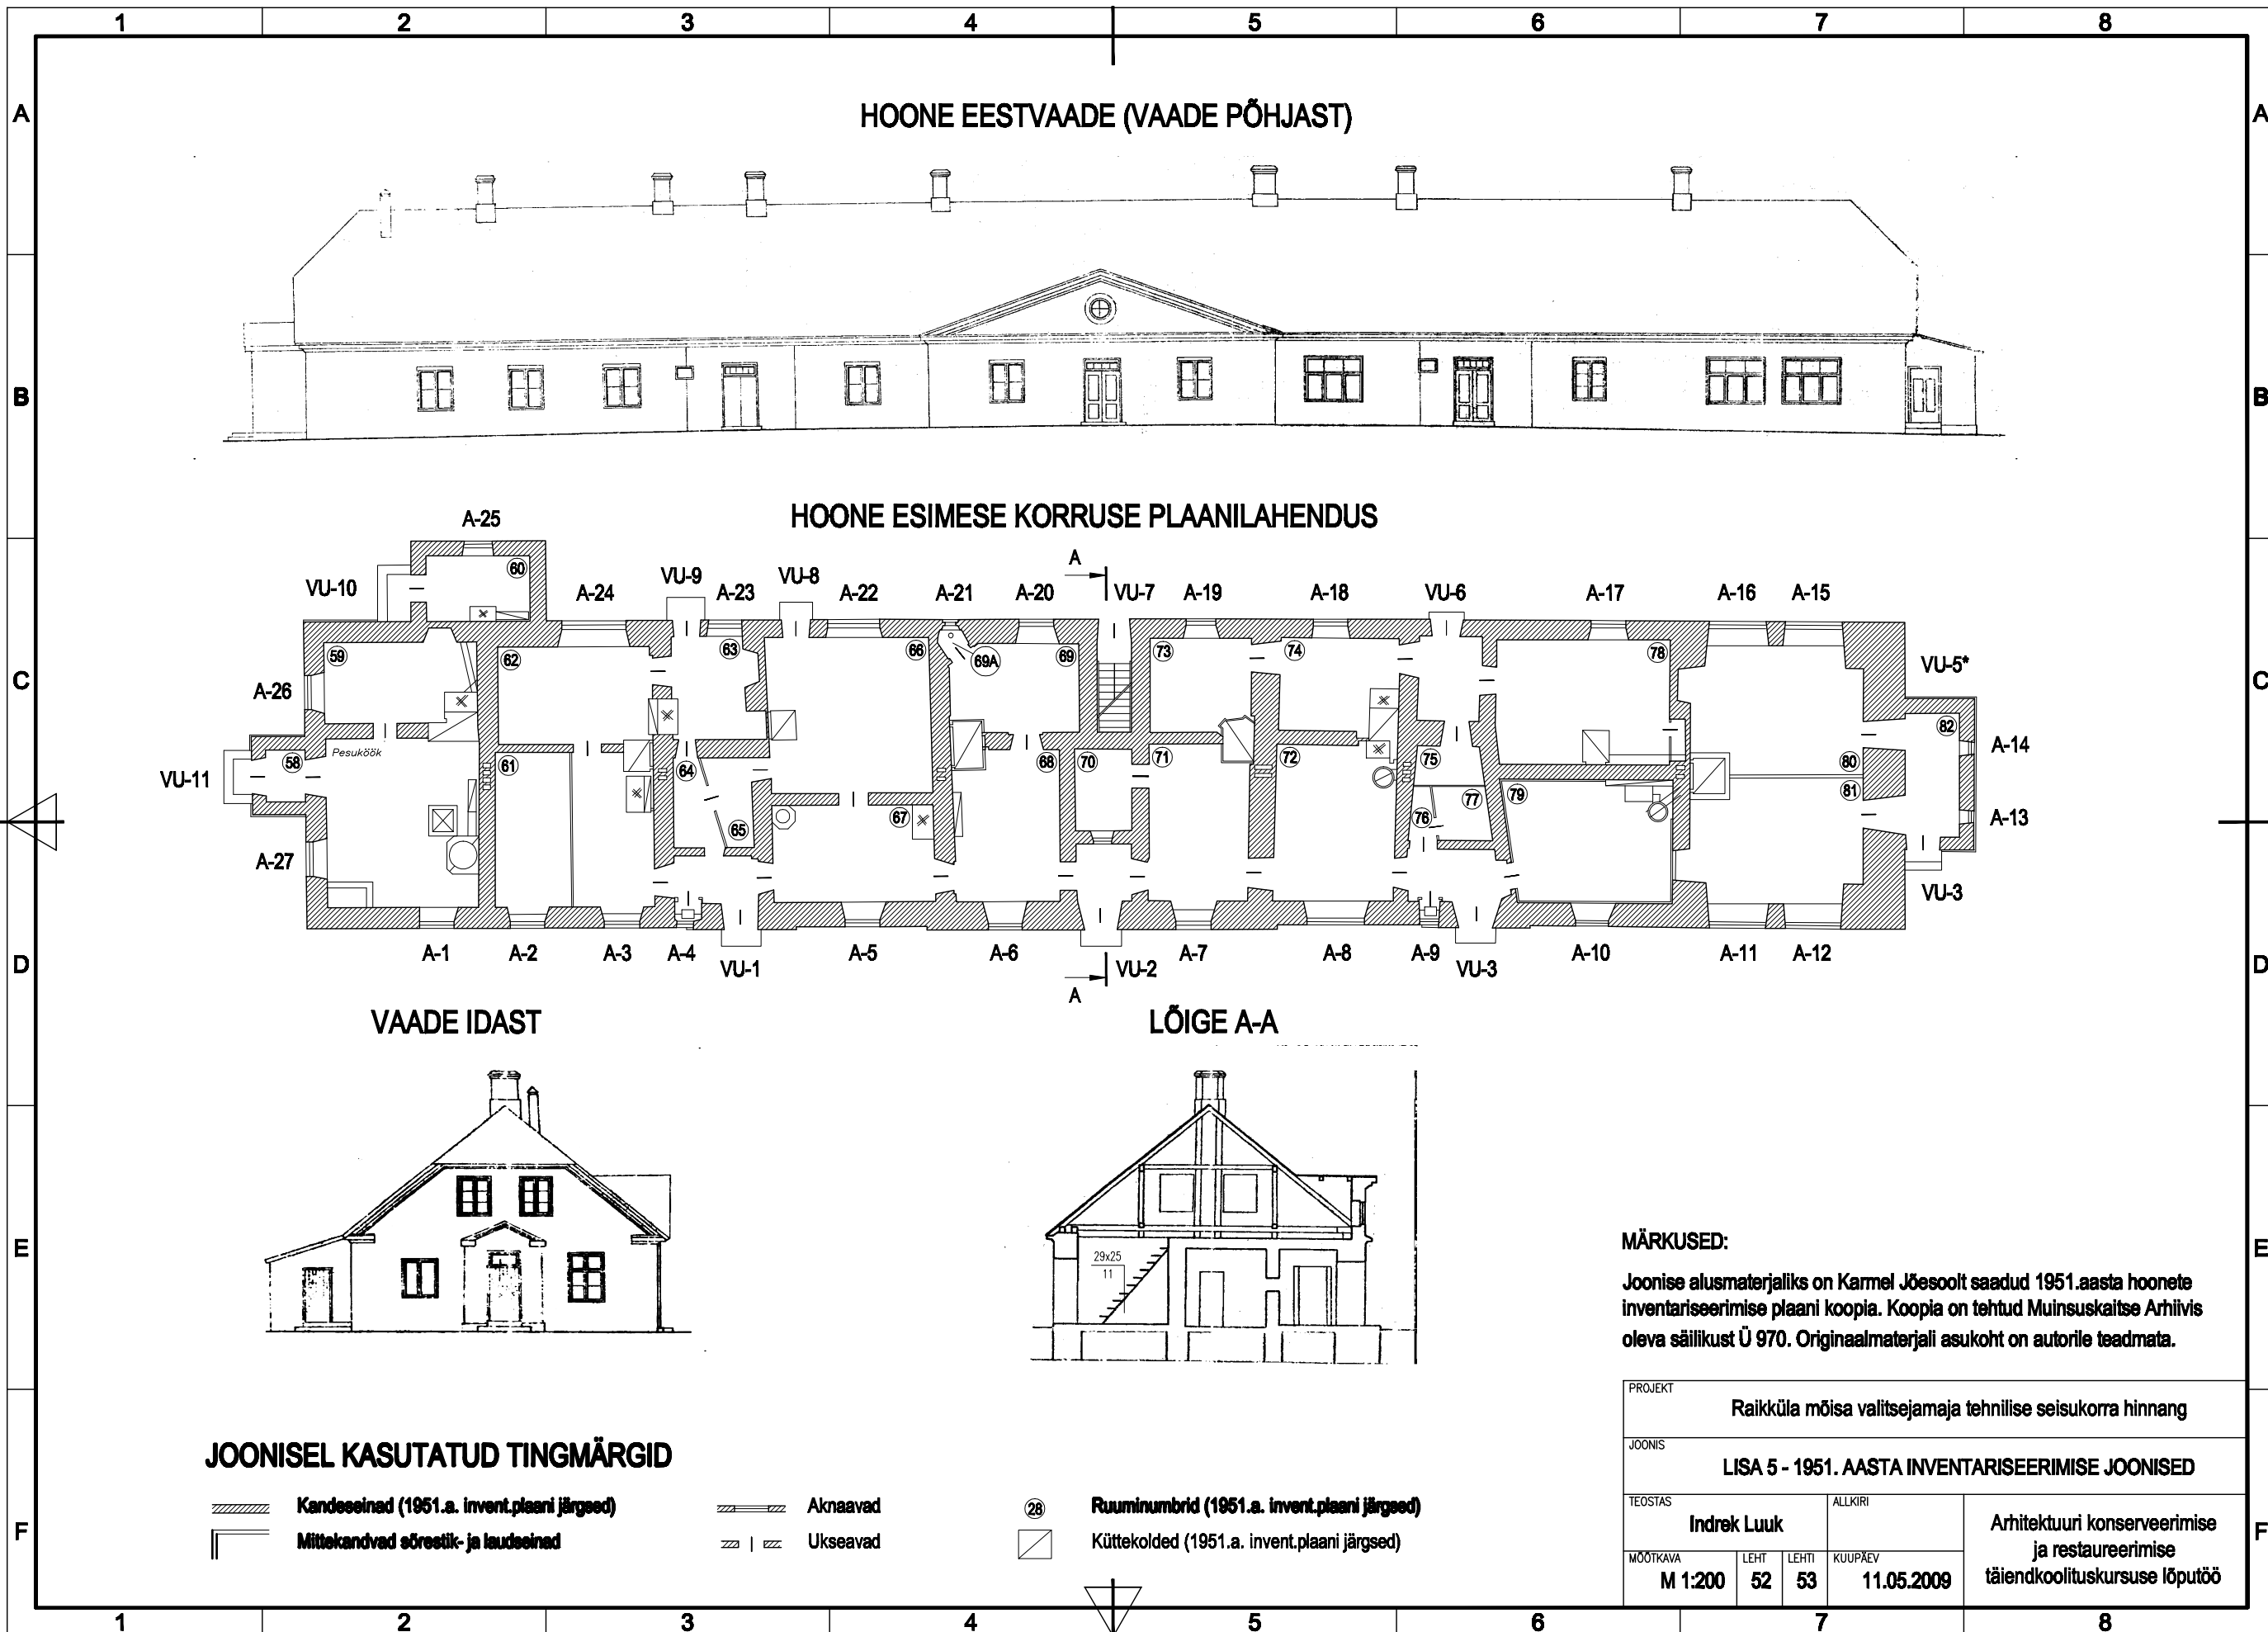 1 2 3 4 5 6 7 8
A A
B B
C C
D D
E E
F F
HOONE EESTVAADE (VAADE PÕHJAST)
HOONE ESIMESE KORRUSE PLAANILAHENDUS
A-25
A
VU-10 A-24 VU-9 A-23 VU-8 A-22 A-21 A-20 VU-7 A-19 A-18 VU-6 A-17 A-16 A-15
60
59 62 63 66 69A 69 73 74 78
VU-5*
A-26
82
A-14
Pesuköök
VU-11
58 61 64 68 70 71 72 75 80
81
65 67 76 77 79
A-13
A-27
VU-3
A-1 A-2 A-3 A-4 VU-1 A-5 A-6 VU-2 A-7 A-8 A-9 VU-3 A-10 A-11 A-12
A
VAADE IDAST
LÕIGE A-A
29x25
11
MÄRKUSED:
Joonise alusmaterjaliks on Karmel Jõesoolt saadud 1951.aasta hoonete
inventariseerimise plaani koopia. Koopia on tehtud Muinsuskaitse Arhiivis
oleva säilikust Ü 970. Originaalmaterjali asukoht on autorile teadmata.
JOONISEL KASUTATUD TINGMÄRGID
Kandeseinad (1951.a. invent.plaani järgsed)
Mittekandvad sõrestik- ja laudseinad
Aknaavad
Ukseavad
28
Ruuminumbrid (1951.a. invent.plaani järgsed)
Küttekolded (1951.a. invent.plaani järgsed)
PROJEKT
Raikküla mõisa valitsejamaja tehnilise seisukorra hinnang
JOONIS
LISA 5 - 1951. AASTA INVENTARISEERIMISE JOONISED
TEOSTAS
Indrek Luuk
ALLKIRI
Arhitektuuri konserveerimise
ja restaureerimise
täiendkoolituskursuse lõputöö
MÕÕTKAVA
M 1:200
LEHT
52
LEHTI
53
KUUPÄEV
11.05.2009
1 2 3 4 5 6 7 8